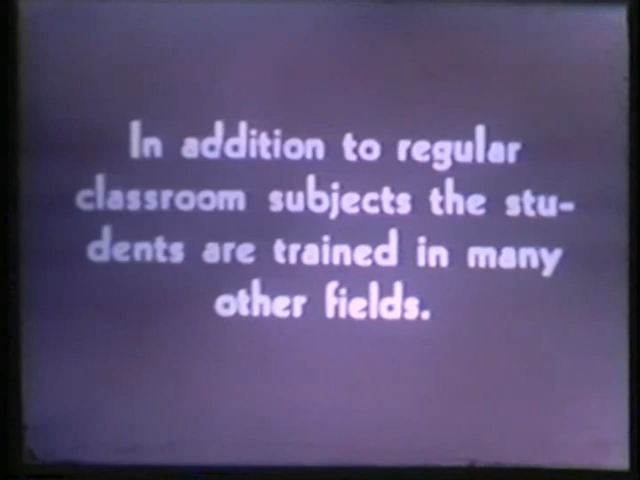 In addition to regular
classroom subjects the stu-
dents are trained in many
other fields.